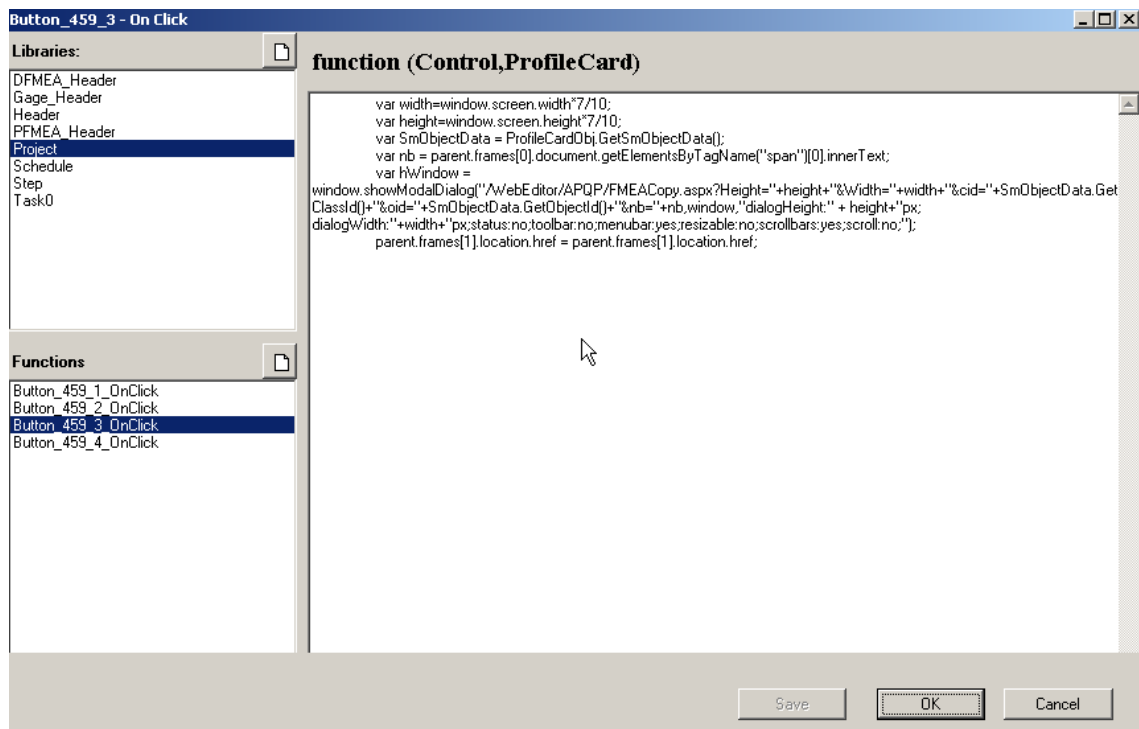 Button_459_3 - On Click
Libraries:
DFMEA_Header
Gage_Header
Header
PFMEA_Header
Project
Schedule
Step
Task0
Functions
Button_459_1_OnClick
Button_459_2_OnClick
Button_459_3_OnClick
Button_459_4_OnClick
function (Control,ProfileCard)
var width=window.screen.width*7/10;
var height=window.screen.height*7/10;
var SmObjectData = ProfileCardObj.GetSmObjectData();
var nb = parent.frames[0].document.getElementsByTagName("span")[0].innerText;
var hWindow =
window.showModalDialog("/WebEditor/APQP/FMEACopy.aspx?Height="+height+"&Width="+width+"&cid="+SmObjectData.Get
ClassId()+"&oid="+SmObjectData.GetObjectId()+"&nb="+nb,window,"dialogHeight:" + height+"px;
dialogWidth:"+width+"px;status:no;toolbar:no;menubar:yes;resizable:no;scrollbars:yes;scroll:no;");
parent.frames[1].location.href = parent.frames[1].location.href;
Save
OK
Cancel